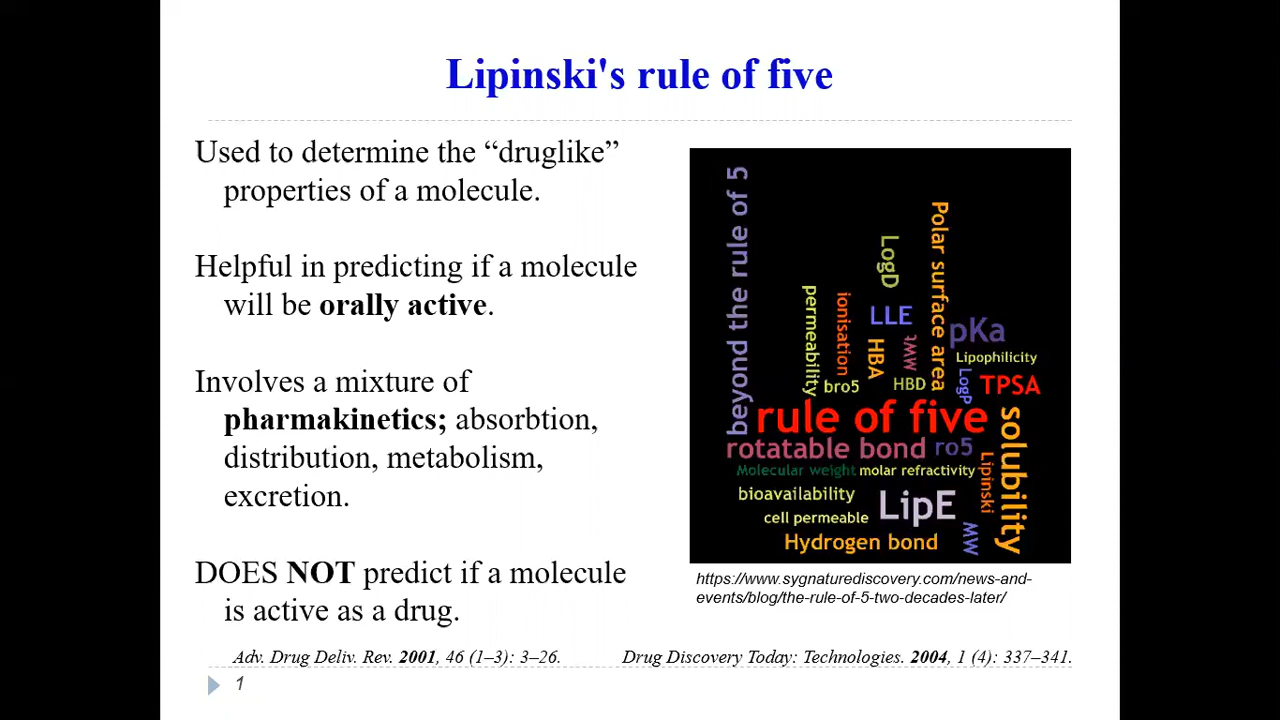 Lipinski's rule of five
Used to determine the “druglike”
properties of a molecule.
Helpful in predicting if a molecule
will be orally active.
Involves a mixture of
pharmakinetics; absorbtion,
distribution, metabolism,
excretion.
DOES NOT predict if a molecule
is active as a drug.
beyond the rule of 5
permeability
ionisation
LogD
LLE
HBA
MW
Polar surface area
pKa
Lipophilicity
bro5
HBD
LogP
TPSA
rule of five
rotatable bond
ro5
solubility
Molecular weight
molar refractivity
Lipinski
bioavailability
LipE
cell permeable
MW
Hydrogen bond
https://www.sygnaturediscovery.com/news-and-
events/blog/the-rule-of-5-two-decades-later/
Adv. Drug Deliv. Rev. 2001, 46 (1–3): 3–26.
Drug Discovery Today: Technologies. 2004, 1 (4): 337–341.
1